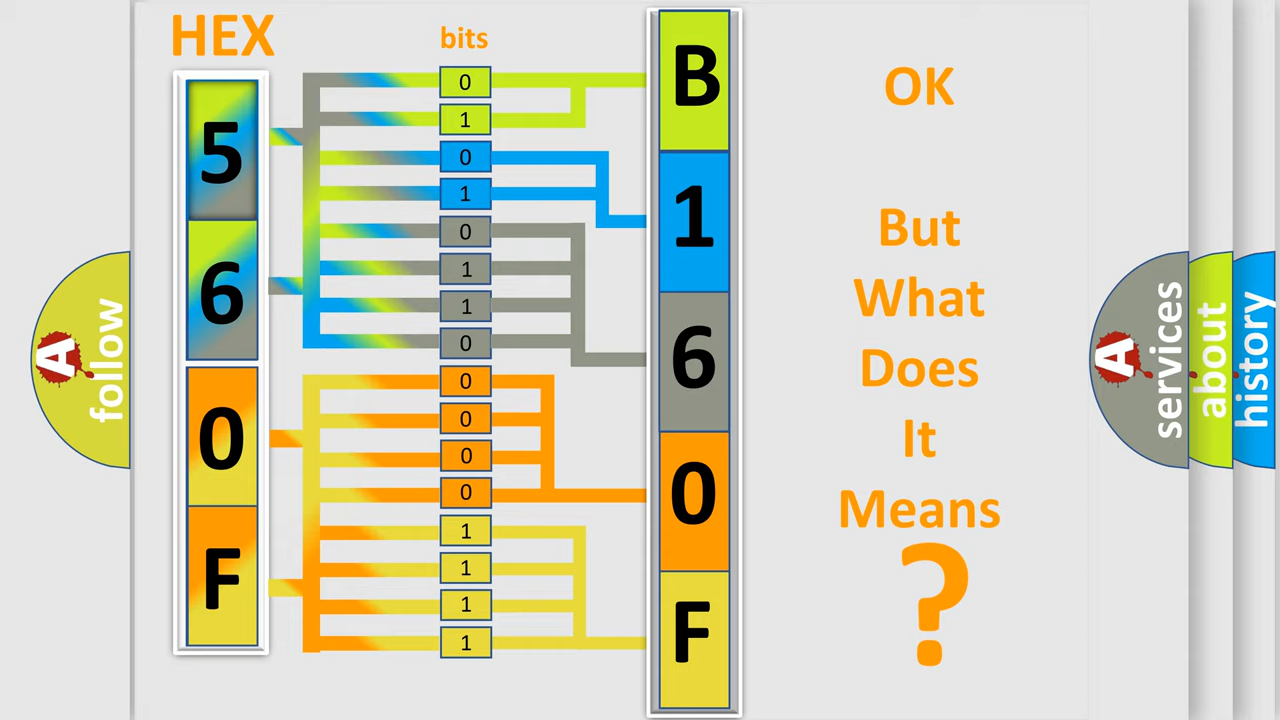 HEX
bits
5
6
0
F
0
1
0
1
0
1
1
0
0
0
0
0
1
1
1
1
B
1
6
0
F
OK
But
What
Does
It
Means
?
A
follow
A
services
about
history